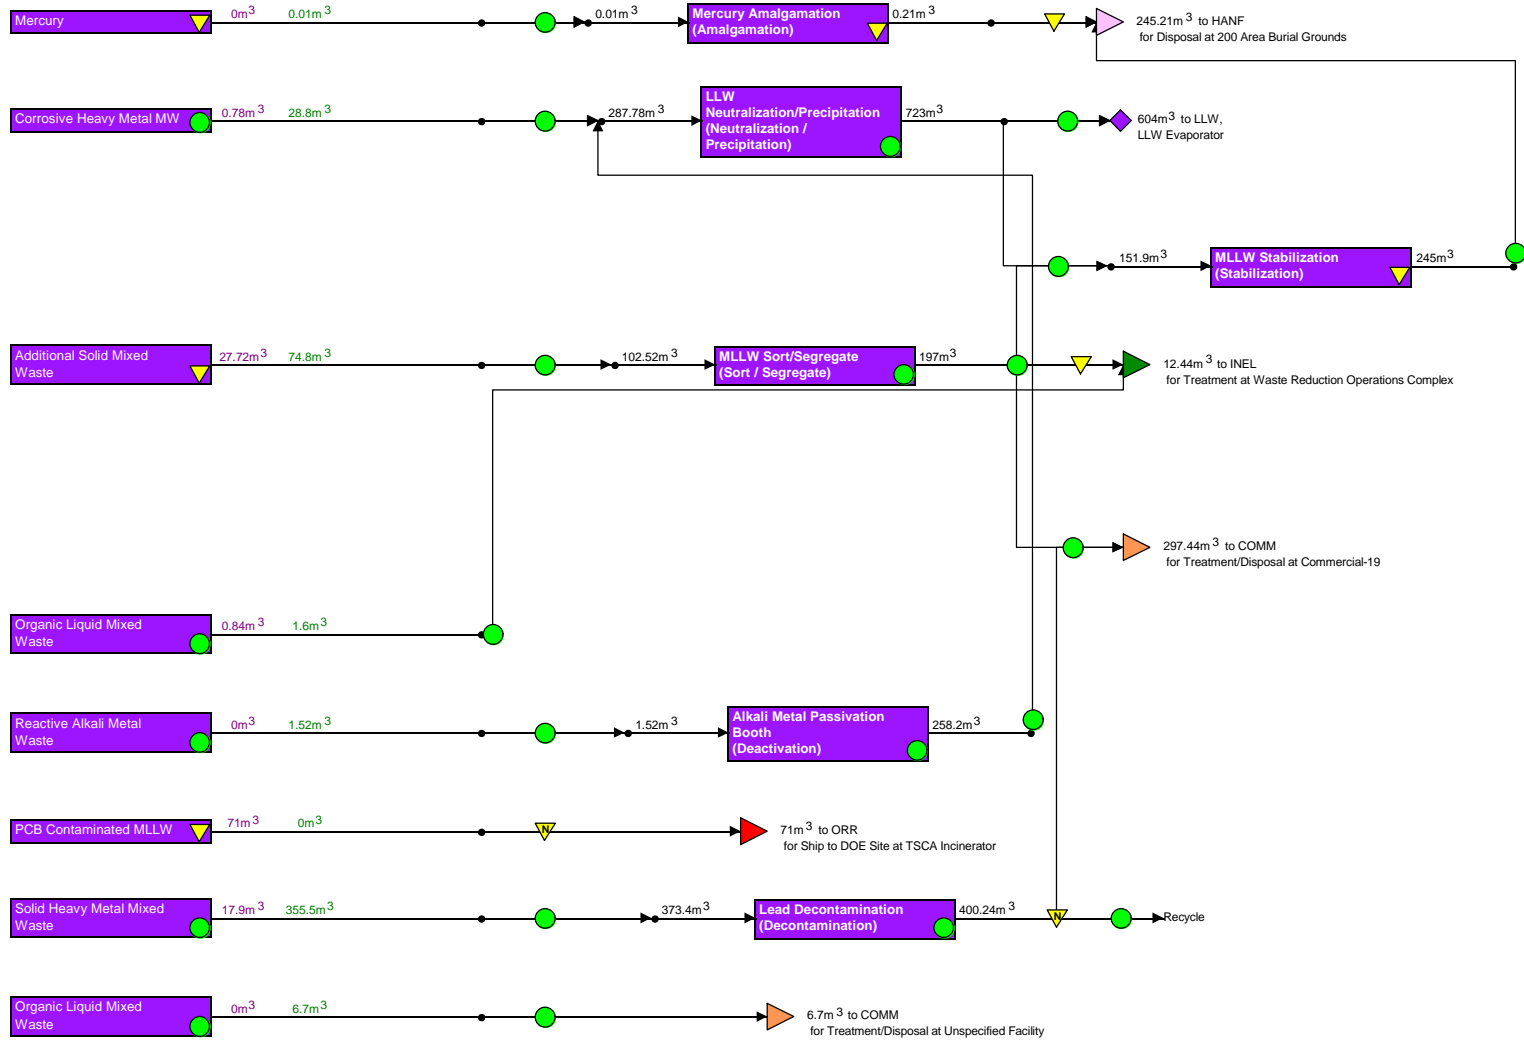 Mercury
0m3 0.01m3 0.01m3
Mercury Amalgamation
(Amalgamation)
0.21m3
245.21m3 to HANF
for Disposal at 200 Area Burial Grounds
Corrosive Heavy Metal MW
0.78m3 28.8m3 287.78m3
LLW
Neutralization/Precipitation
(Neutralization /
Precipitation)
723m3
604m3 to LLW,
LLW Evaporator
151.9m3
MLLW Stabilization
(Stabilization)
245m3
Additional Solid Mixed
Waste
27.72m3 74.8m3 102.52m3
MLLW Sort/Segregate
(Sort / Segregate)
197m3
12.44m3 to INEL
for Treatment at Waste Reduction Operations Complex
297.44m3 to COMM
for Treatment/Disposal at Commercial-19
Organic Liquid Mixed
Waste
0.84m3 1.6m3
Reactive Alkali Metal
Waste
0m3 1.52m3 1.52m3
Alkali Metal Passivation
Booth
(Deactivation)
258.2m3
PCB Contaminated MLLW
71m3 0m3
N
71m3 to ORR
for Ship to DOE Site at TSCA Incinerator
Solid Heavy Metal Mixed
Waste
17.9m3 355.5m3 373.4m3
Lead Decontamination
(Decontamination)
400.24m3
N
Recycle
Organic Liquid Mixed
Waste
0m3 6.7m3
6.7m3 to COMM
for Treatment/Disposal at Unspecified Facility